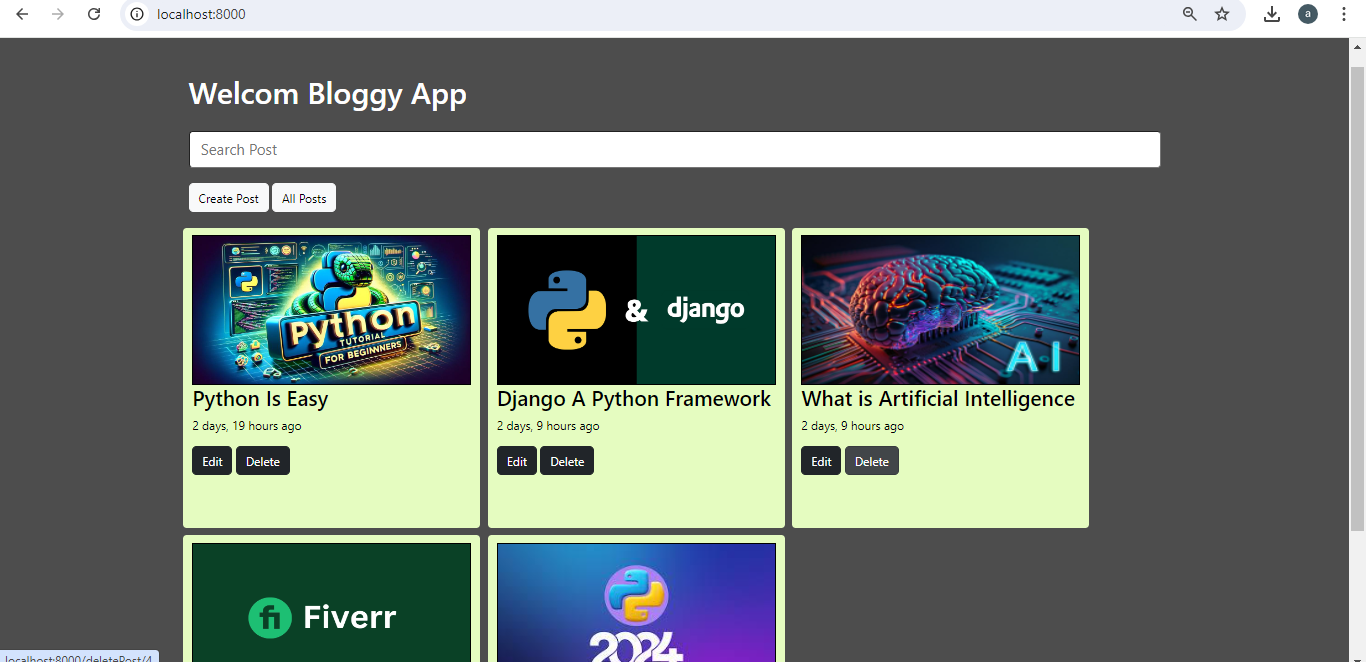 localhost:8000
a
Welcom Bloggy App
Search Post
Create Post All Posts
Python
TUTORIAL
FOR BEGINNNERS
& django
AI
Python Is Easy
Django A Python Framework
What is Artificial Intelligence
2 days, 19 hours ago
2 days, 9 hours ago
2 days, 9 hours ago
Edit Delete
Edit Delete
Edit Delete
fi Fiverr
2024
localhost:8000/deletePost/4